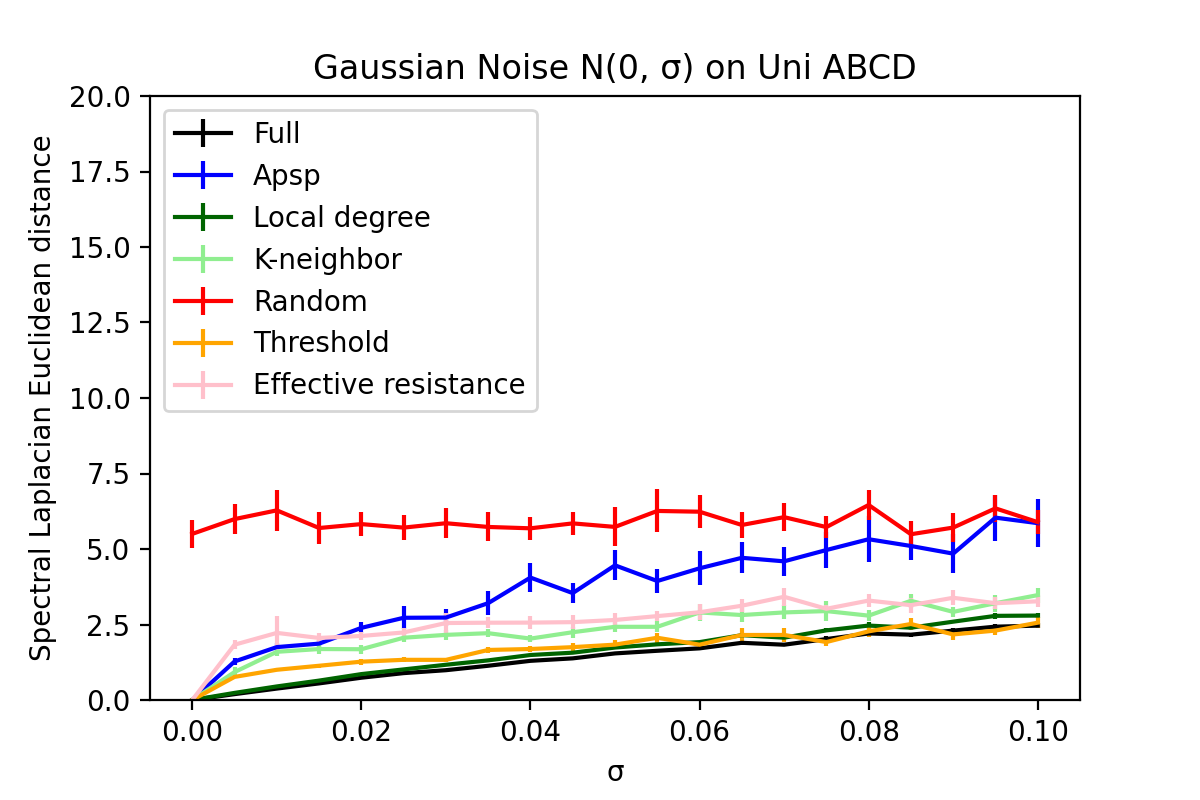 Gaussian Noise N(0, σ) on Uni ABCD
Spectral Laplacian Euclidean distance
20.0
17.5
15.0
12.5
10.0
7.5
5.0
2.5
0.0
Full
Apsp
Local degree
K-neighbor
Random
Threshold
Effective resistance
0.00 0.02 0.04 0.06 0.08 0.10
σ